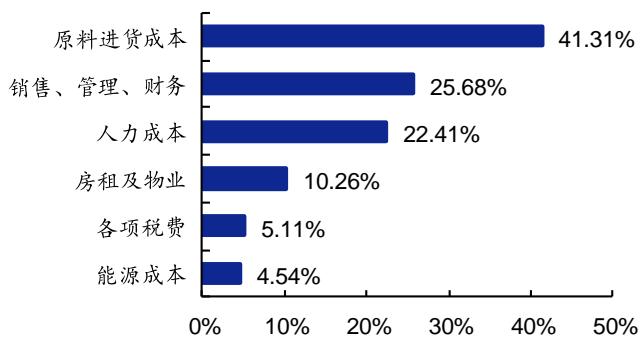 原料进货成本 41.31%
销售、管理、财务 25.68%
人力成本 22.41%
房租及物业 10.26%
各项税费 5.11%
能源成本 4.54%
0% 10% 20% 30% 40% 50%